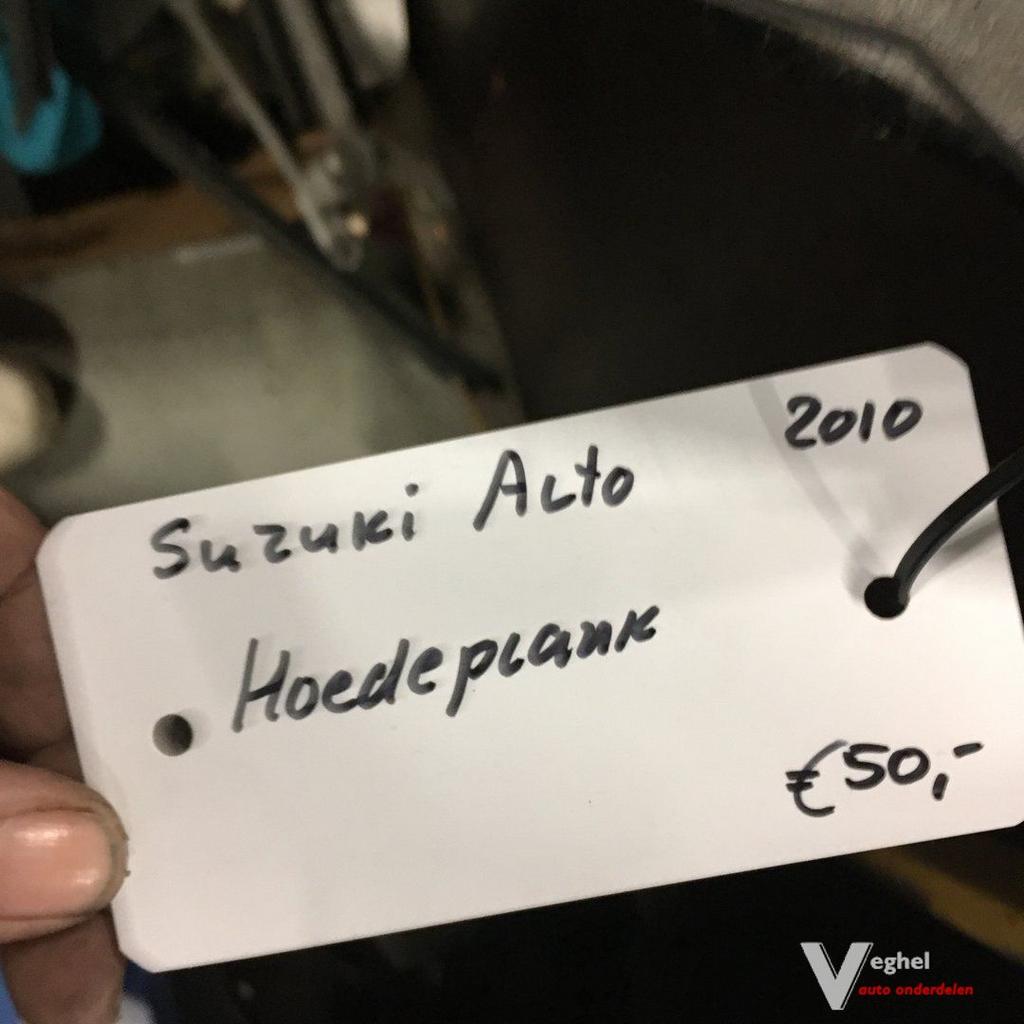 2010
Suzuki Alto
Hoedeplank
€50,-
Veghel
auto onderdelen